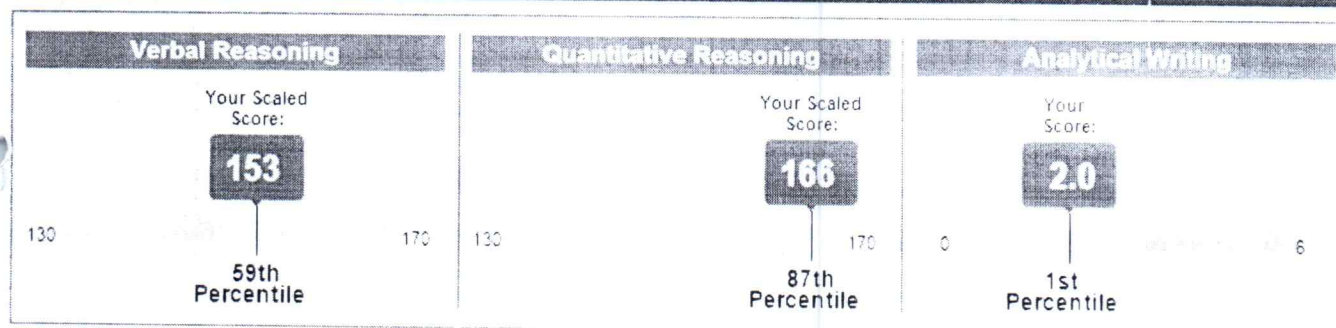 Verbal Reasoning
Your Scaled
Score:
153
130
170
59th
Percentile
Quantitative Reasoning
Your Scaled
Score:
166
130
170
87th
Percentile
Analytical Writing
Your
Score:
2.0
0
6
1st
Percentile